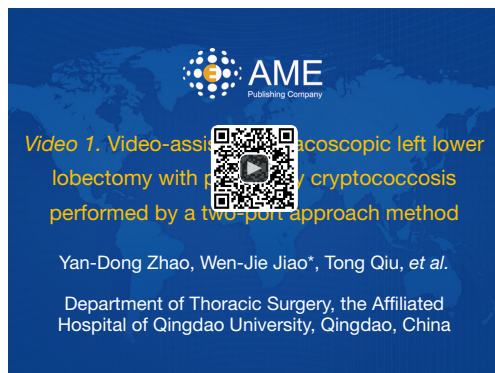 E AME
Publishing Company
Video 1. Video-assis acoscopic left lower
lobectomy with p y cryptococcosis
performed by a two-port approach method
Yan-Dong Zhao, Wen-Jie Jiao*, Tong Qiu, et al.
Department of Thoracic Surgery, the Affiliated
Hospital of Qingdao University, Qingdao, China